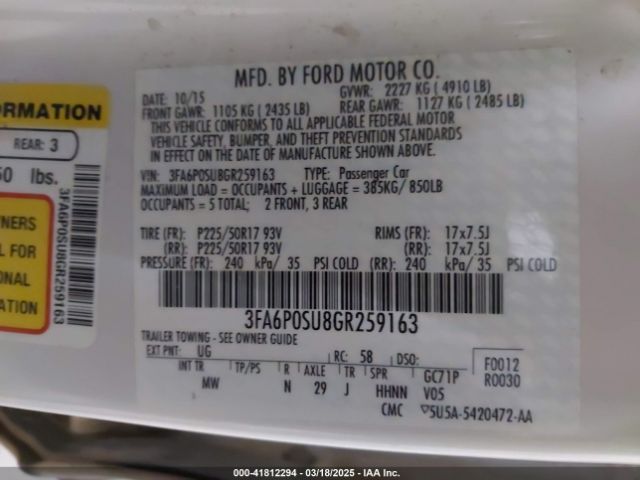 ORMATION
REAR: 3
50 lbs.
3FA6P0SU8GR259163
WNERS
L FOR
ONAL
ATION
MFD. BY FORD MOTOR CO.
DATE: 10/15 GVWR: 2227 KG ( 4910 LB)
FRONT GAWR: 1105 KG ( 2435 LB) REAR GAWR: 1127 KG ( 2485 LB)
THIS VEHICLE CONFORMS TO ALL APPLICABLE FEDERAL MOTOR
VEHICLE SAFETY, BUMPER, AND THEFT PREVENTION STANDARDS
IN EFFECT ON THE DATE OF MANUFACTURE SHOWN ABOVE.
VIN: 3FA6P0SU8GR259163 TYPE: Passenger Car
MAXIMUM LOAD = OCCUPANTS + LUGGAGE = 385KG/ 850LB
OCCUPANTS = 5 TOTAL; 2 FRONT, 3 REAR
TIRE (FR): P225/50R17 93V RIMS (FR): 17x7.5J
(RR): P225/50R17 93V (RR): 17x7.5J
PRESSURE (FR): 240 kPa/ 35 PSI COLD (RR): 240 kPa/ 35 PSI COLD
3FA6P0SU8GR259163
TRAILER TOWING - SEE OWNER GUIDE
EXT PNT: UG RC: 58 DSO: F0012
INT TR TP/PS R AXLE TR SPR GC71P R0030
MW N 29 J HHNN V05
CMC 5U5A-5420472-AA
000-41812294 - 03/18/2025 - IAA Inc.